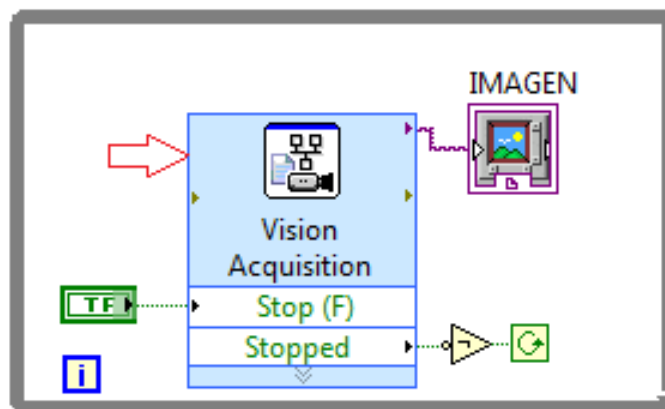 IMAGEN
Vision
Acquisition
TF
Stop (F)
Stopped
i